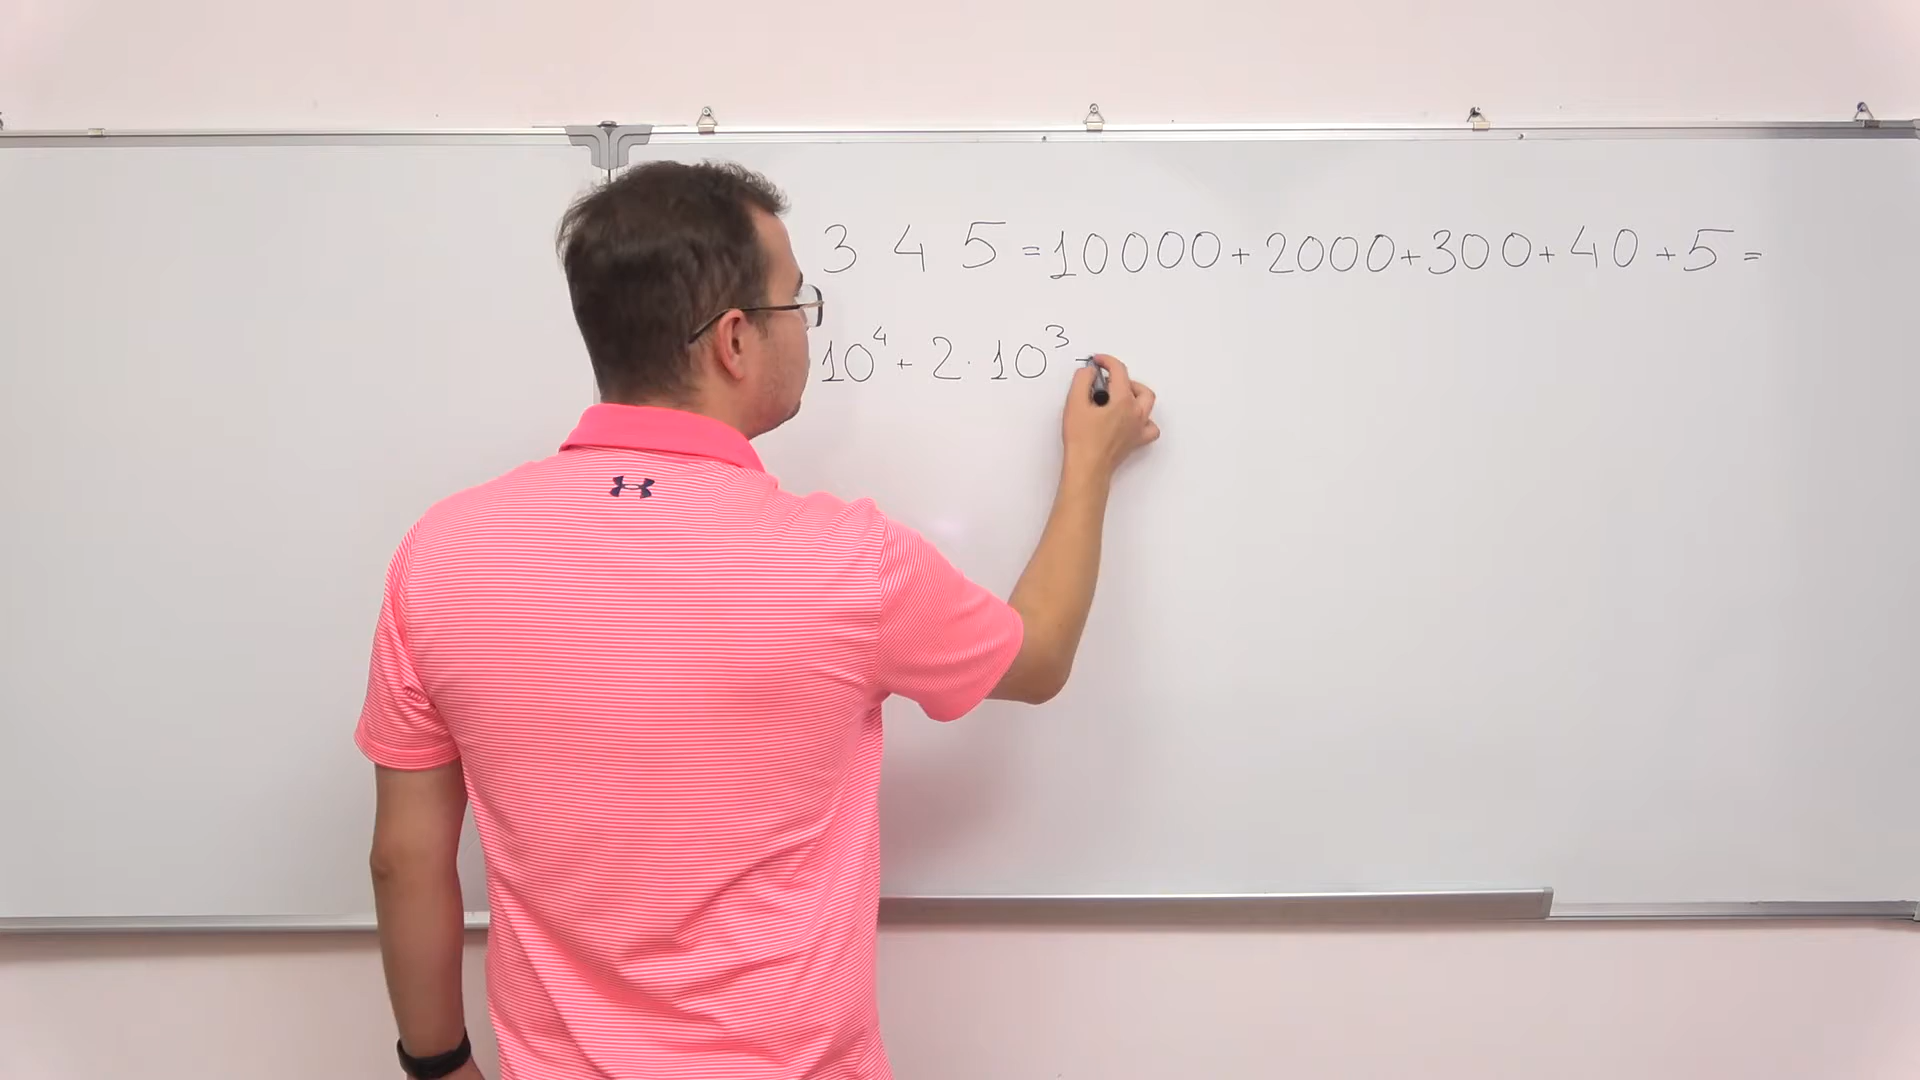 3 4 5 = 10000 + 2000 + 300 + 40 + 5 =
10⁴ + 2 · 10³